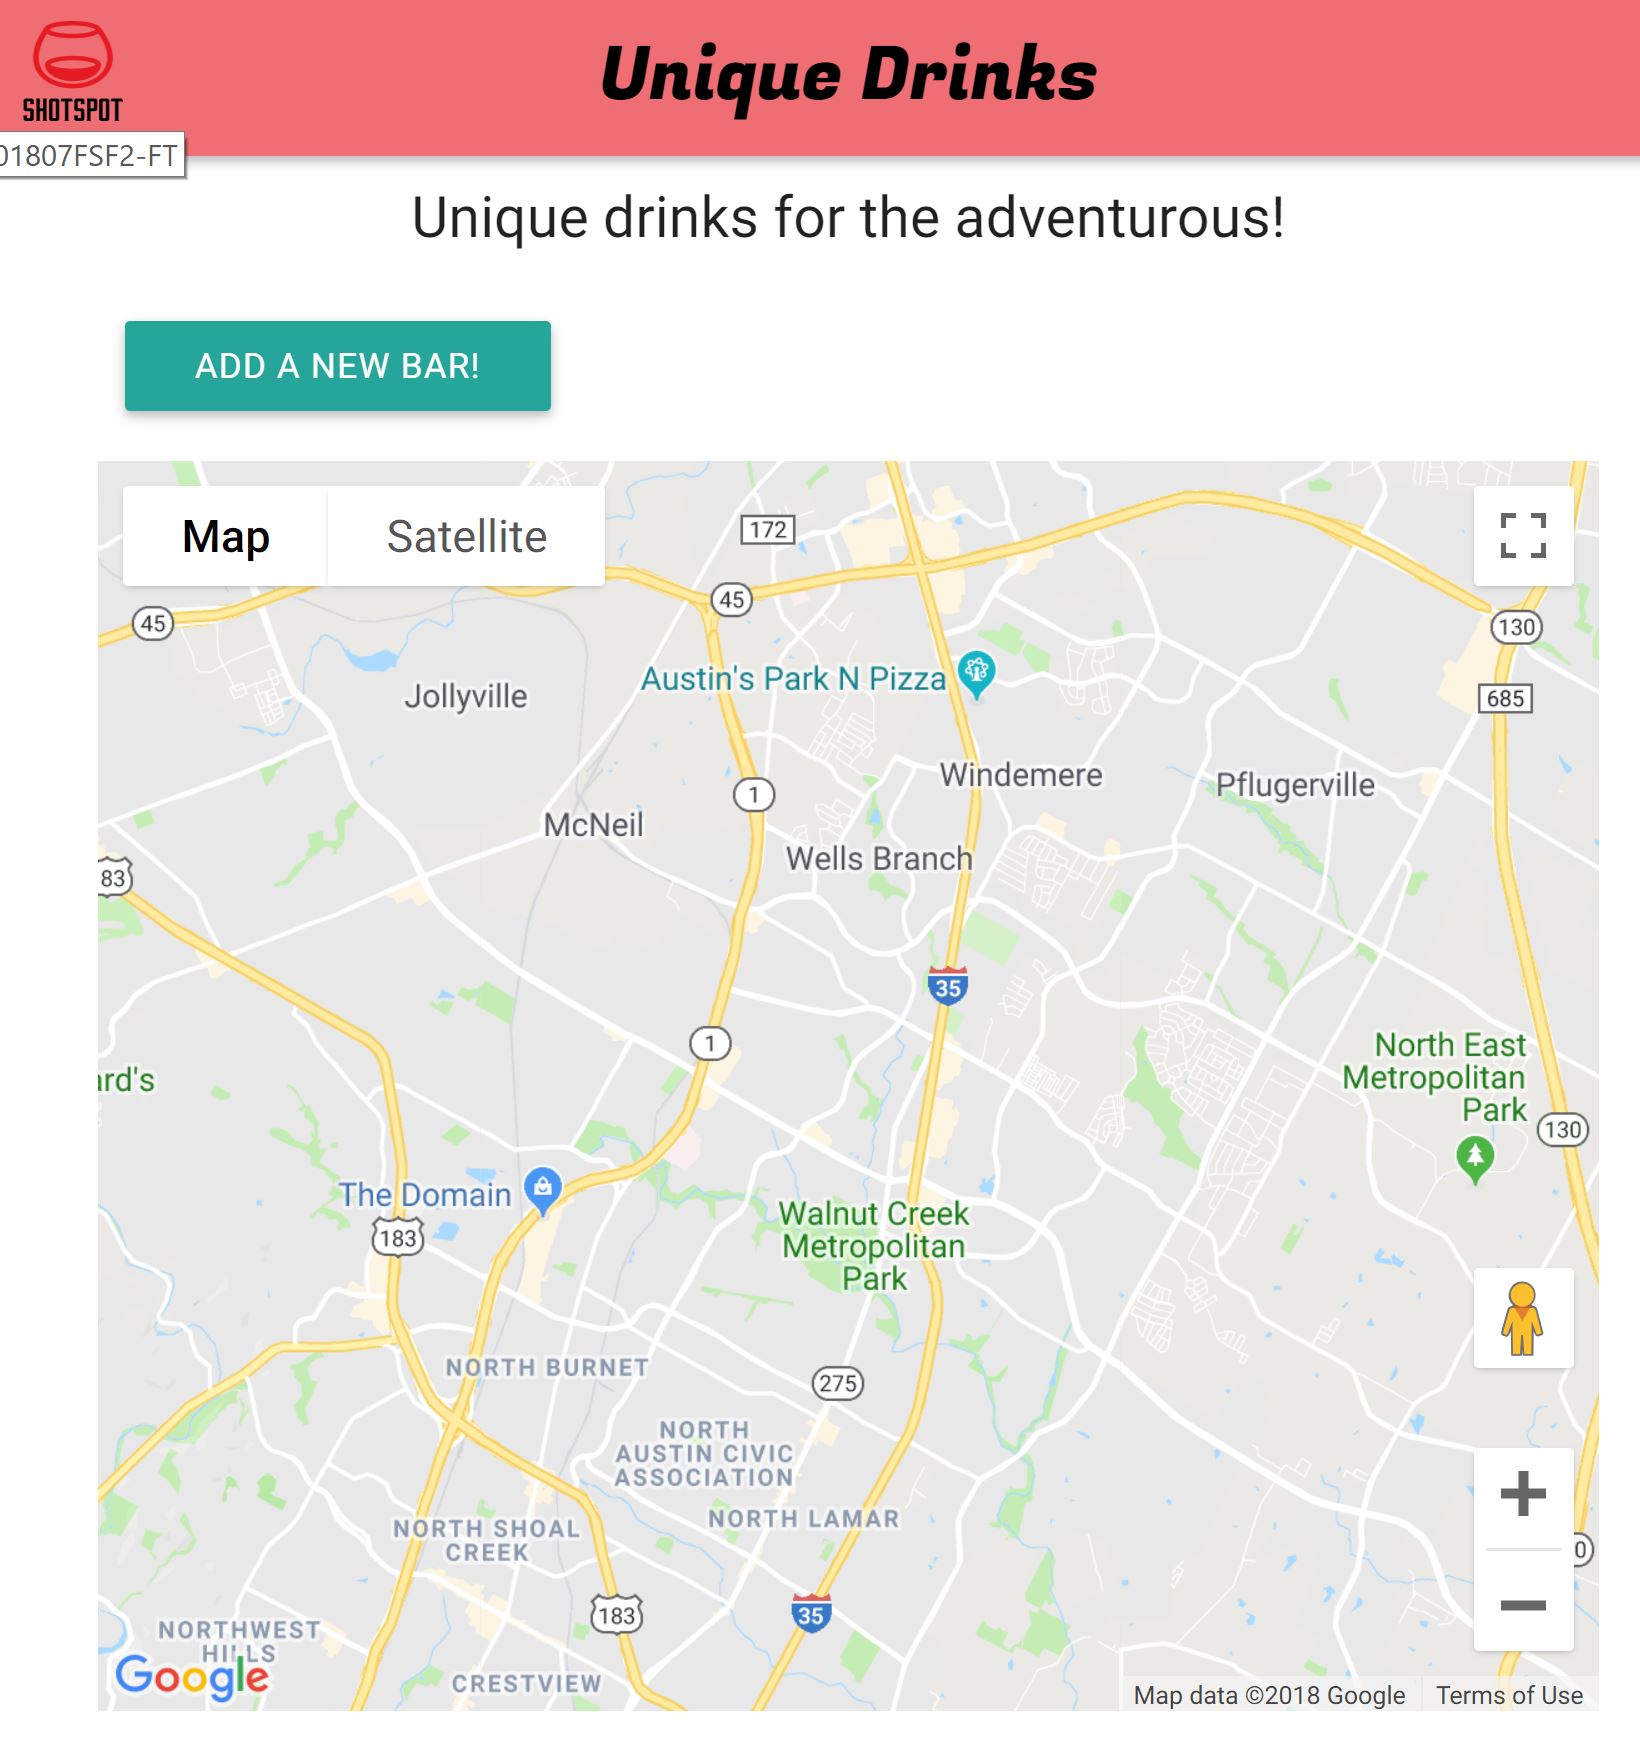 SHOTSPOT
Unique Drinks
01807FSF2-FT
Unique drinks for the adventurous!
ADD A NEW BAR!
Map
Satellite
172
45
45
130
Austin's Park N Pizza
Jollyville
685
Windemere
Pflugerville
1
McNeil
Wells Branch
83
35
1
North East
Metropolitan
Park
ard's
130
The Domain
183
Walnut Creek
Metropolitan
Park
NORTH BURNET
275
NORTH
AUSTIN CIVIC
ASSOCIATION
NORTH LAMAR
NORTH SHOAL
CREEK
0
183
35
NORTHWEST
HILLS
Google
CRESTVIEW
Map data ©2018 Google
Terms of Use